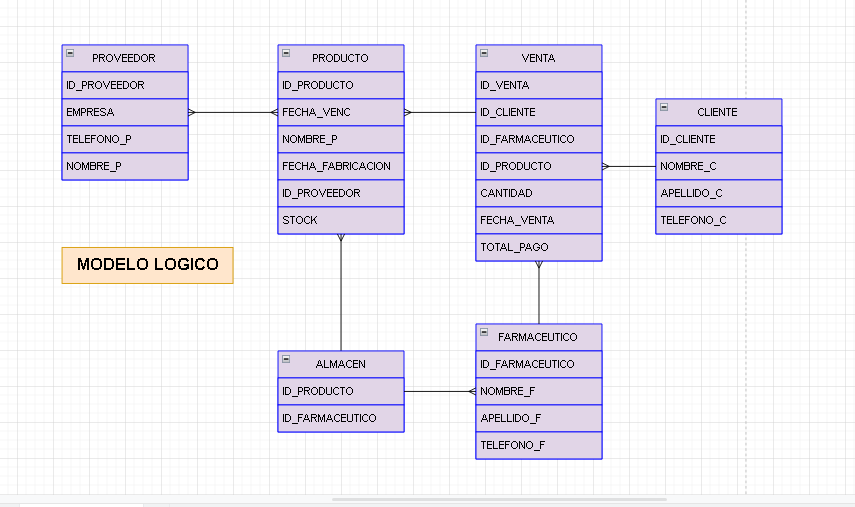 PROVEEDOR
ID_PROVEEDOR
EMPRESA
TELEFONO_P
NOMBRE_P
PRODUCTO
ID_PRODUCTO
FECHA_VENC
NOMBRE_P
FECHA_FABRICACION
ID_PROVEEDOR
STOCK
VENTA
ID_VENTA
ID_CLIENTE
ID_FARMACEUTICO
ID_PRODUCTO
CANTIDAD
FECHA_VENTA
TOTAL_PAGO
CLIENTE
ID_CLIENTE
NOMBRE_C
APELLIDO_C
TELEFONO_C
MODELO LOGICO
ALMACEN
ID_PRODUCTO
ID_FARMACEUTICO
FARMACEUTICO
ID_FARMACEUTICO
NOMBRE_F
APELLIDO_F
TELEFONO_F